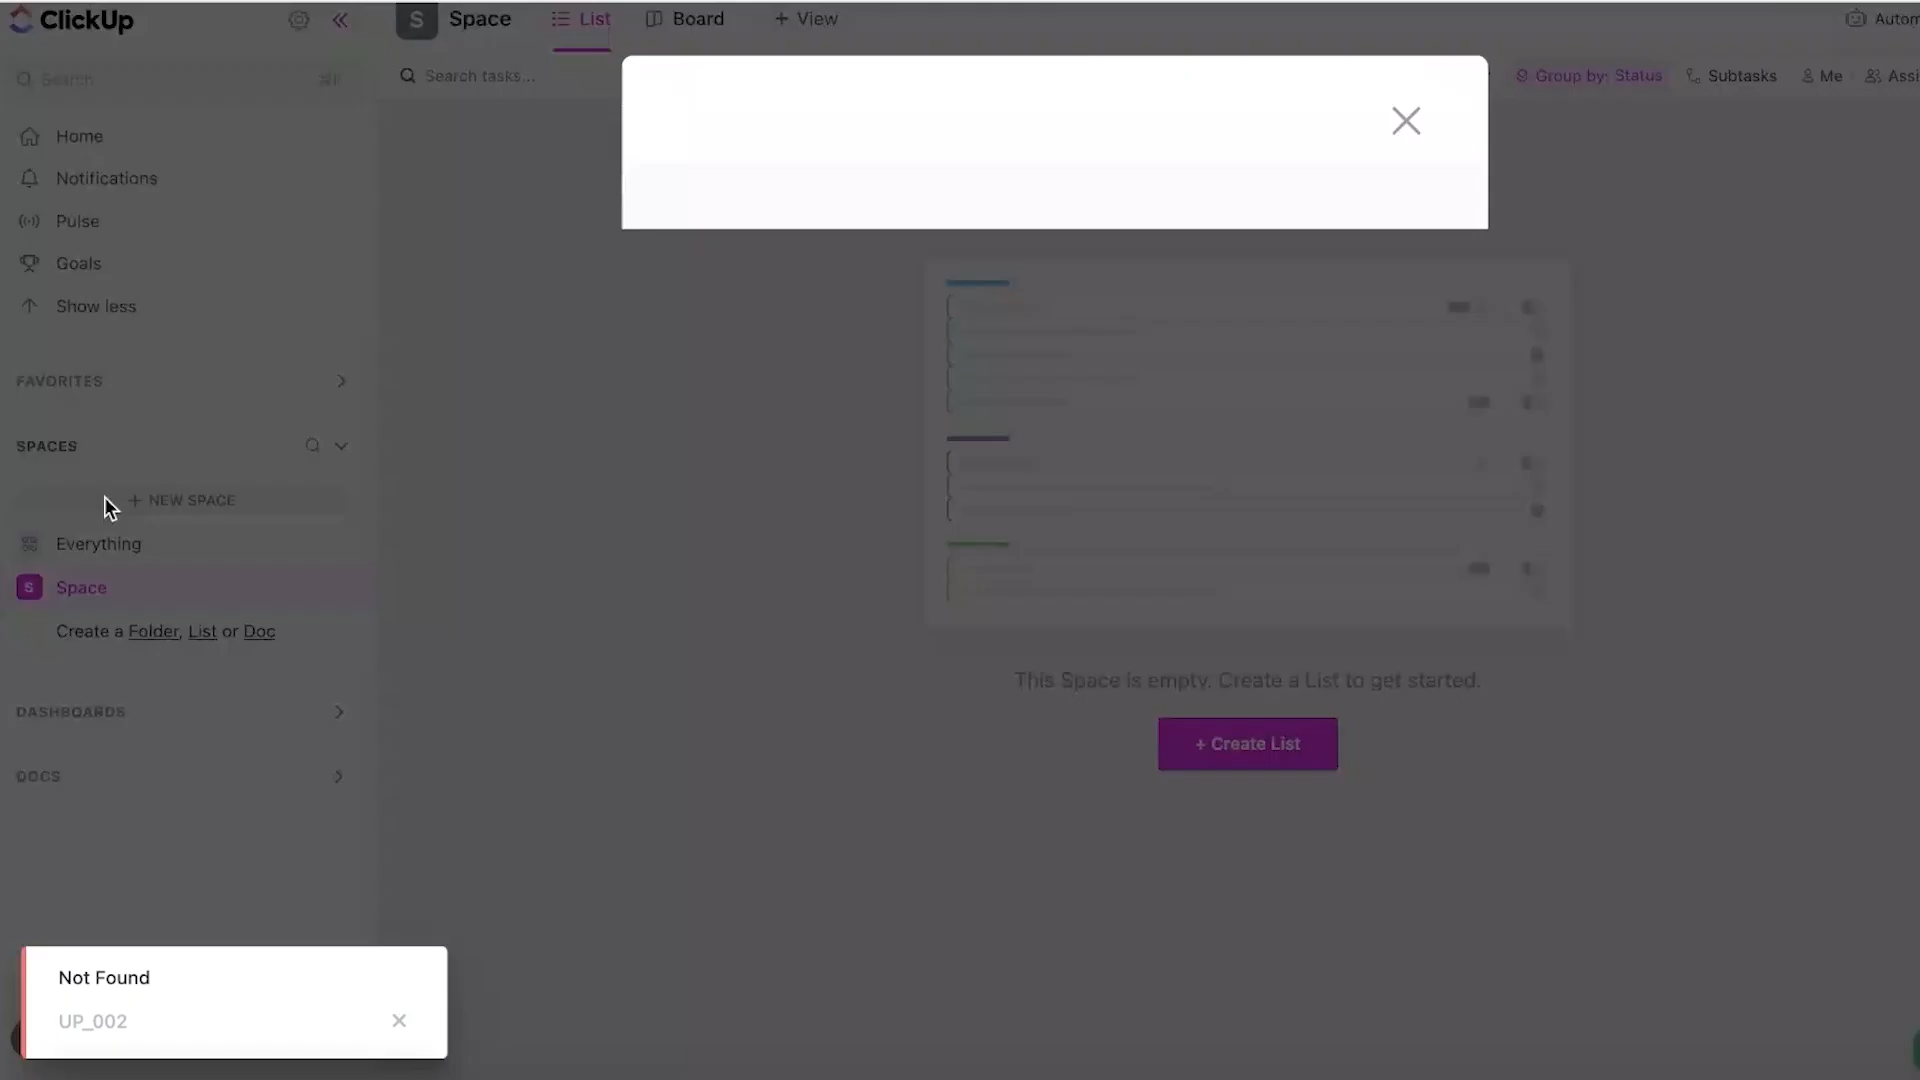 ClickUp
S Space List Board + View Autom
Search ⌘K
Search tasks...
Group by: Status Subtasks Me Assi
Home
Notifications
Pulse
Goals
Show less
FAVORITES
SPACES
+ NEW SPACE
Everything
S Space
Create a Folder, List or Doc
DASHBOARDS
DOCS
This Space is empty. Create a List to get started.
+ Create List
Not Found
UP_002